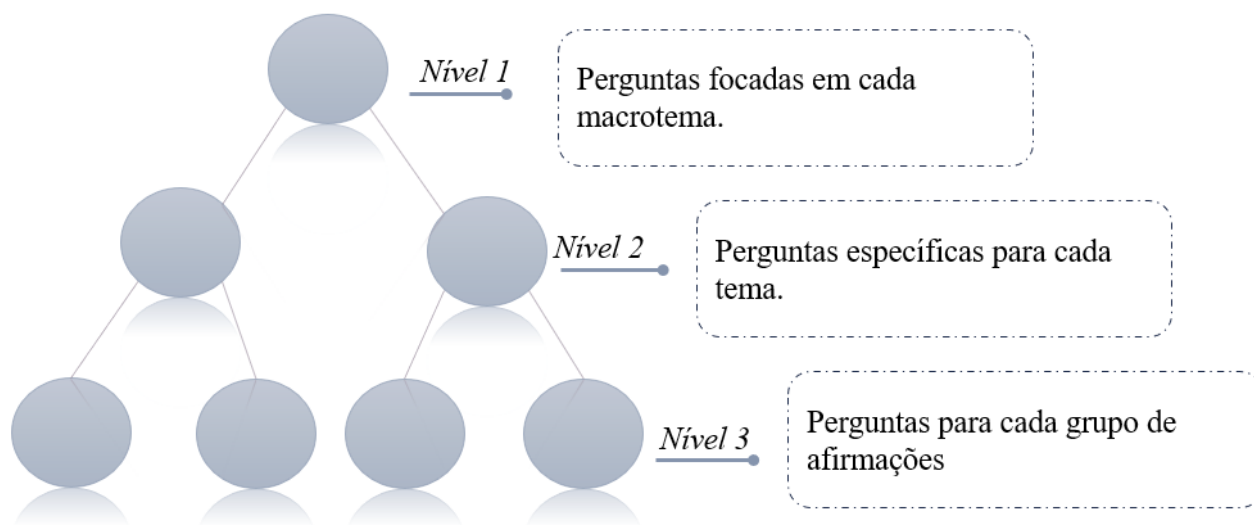 Nível 1
Perguntas focadas em cada
macrotema.
Nível 2
Perguntas específicas para cada
tema.
Nível 3
Perguntas para cada grupo de
afirmações